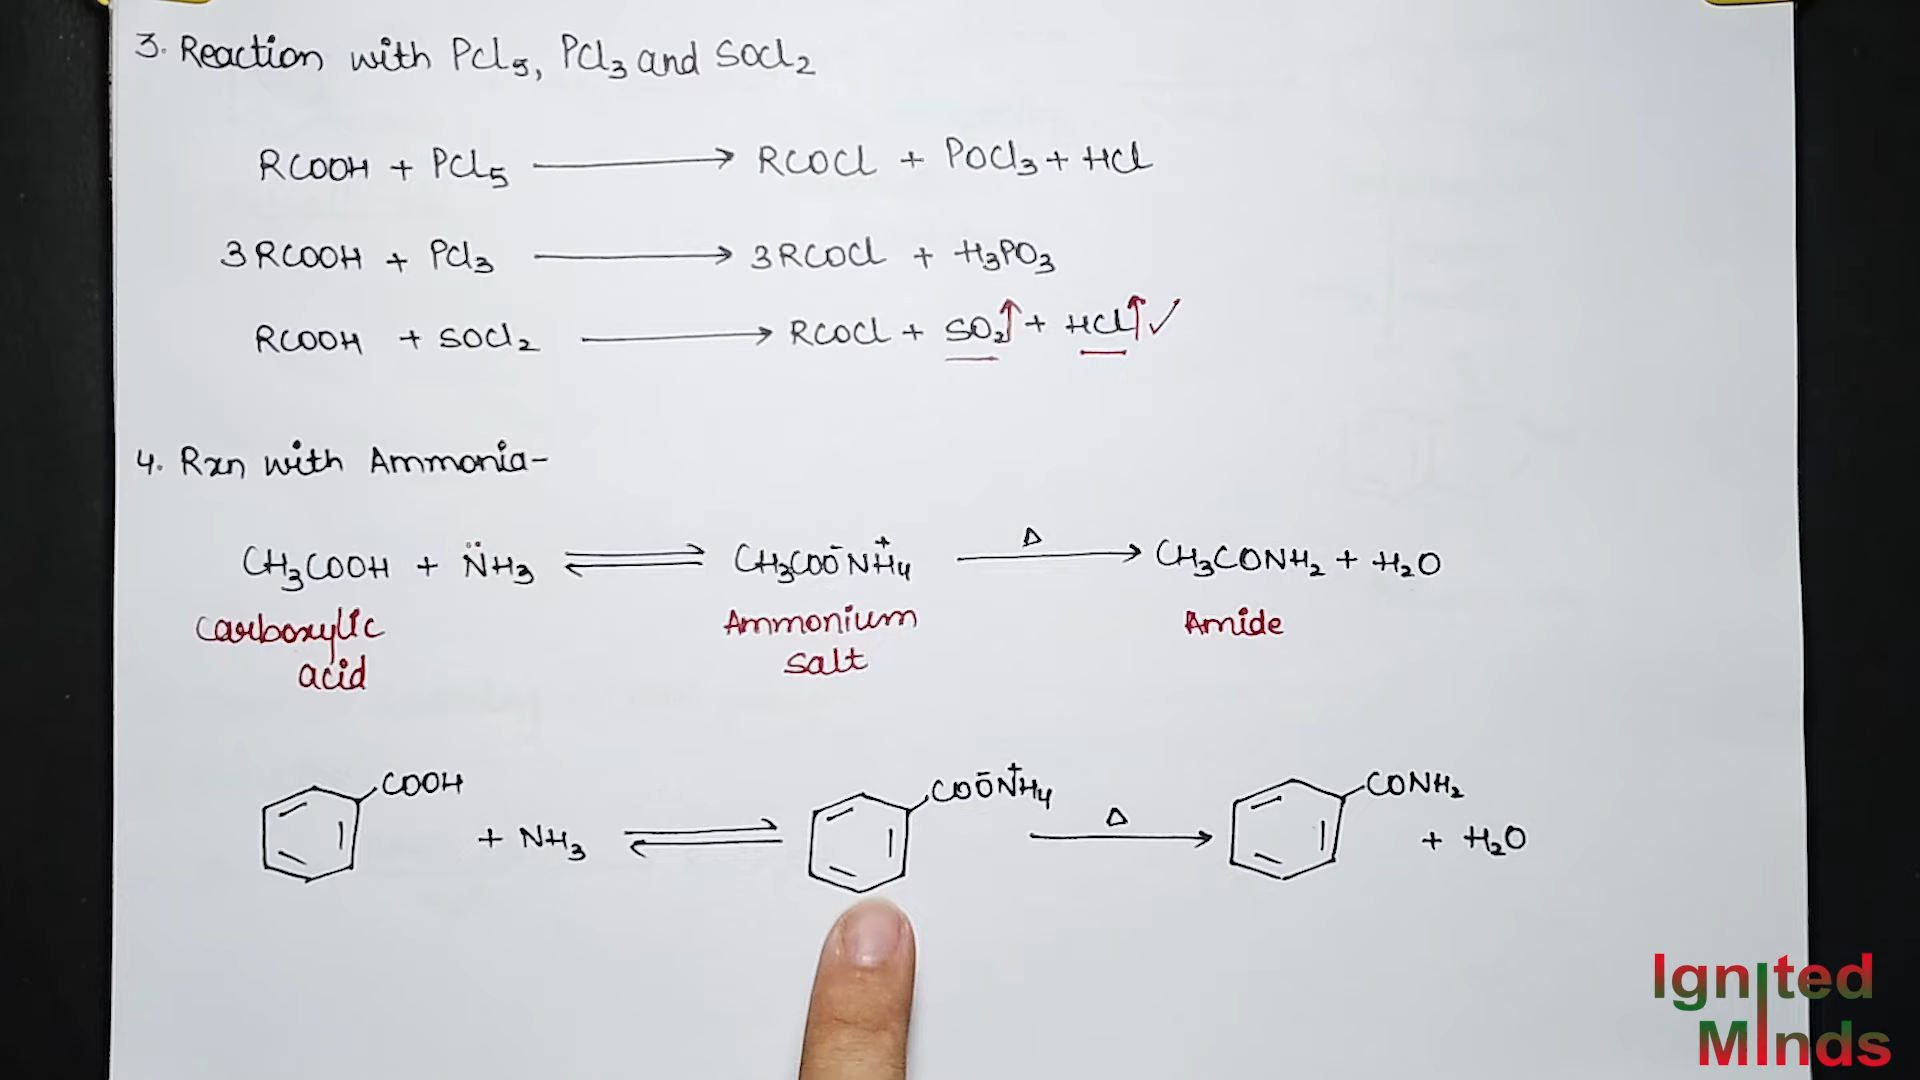 3. Reaction with PCl5, PCl3 and SOCl2
RCOOH + PCl5 ⟶ RCOCl + POCl3 + HCl
3RCOOH + PCl3 ⟶ 3RCOCl + H3PO3
RCOOH + SOCl2 ⟶ RCOCl + SO2↑ + HCl↑ ✓
4. Rxn with Ammonia-
CH3COOH + N̈H3 ⇌ CH3COO⁻NH4⁺ —Δ→ CH3CONH2 + H2O
Carboxylic acid
Ammonium salt
Amide
COOH + NH3 ⇌ COO⁻NH4⁺ —Δ→ CONH2 + H2O
Ignited
Minds